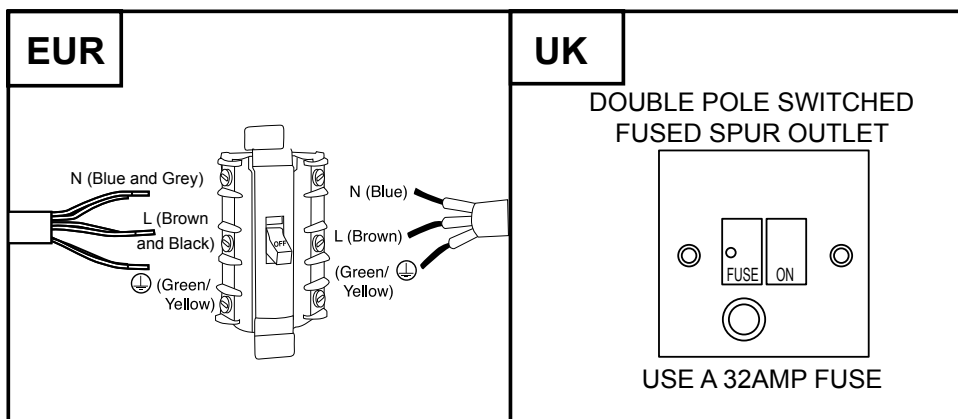 EUR
N (Blue and Grey)
L (Brown
and Black)
(Green/
Yellow)
OFF
N (Blue)
L (Brown)
(Green/
Yellow)
UK
DOUBLE POLE SWITCHED
FUSED SPUR OUTLET
FUSE
ON
USE A 32AMP FUSE